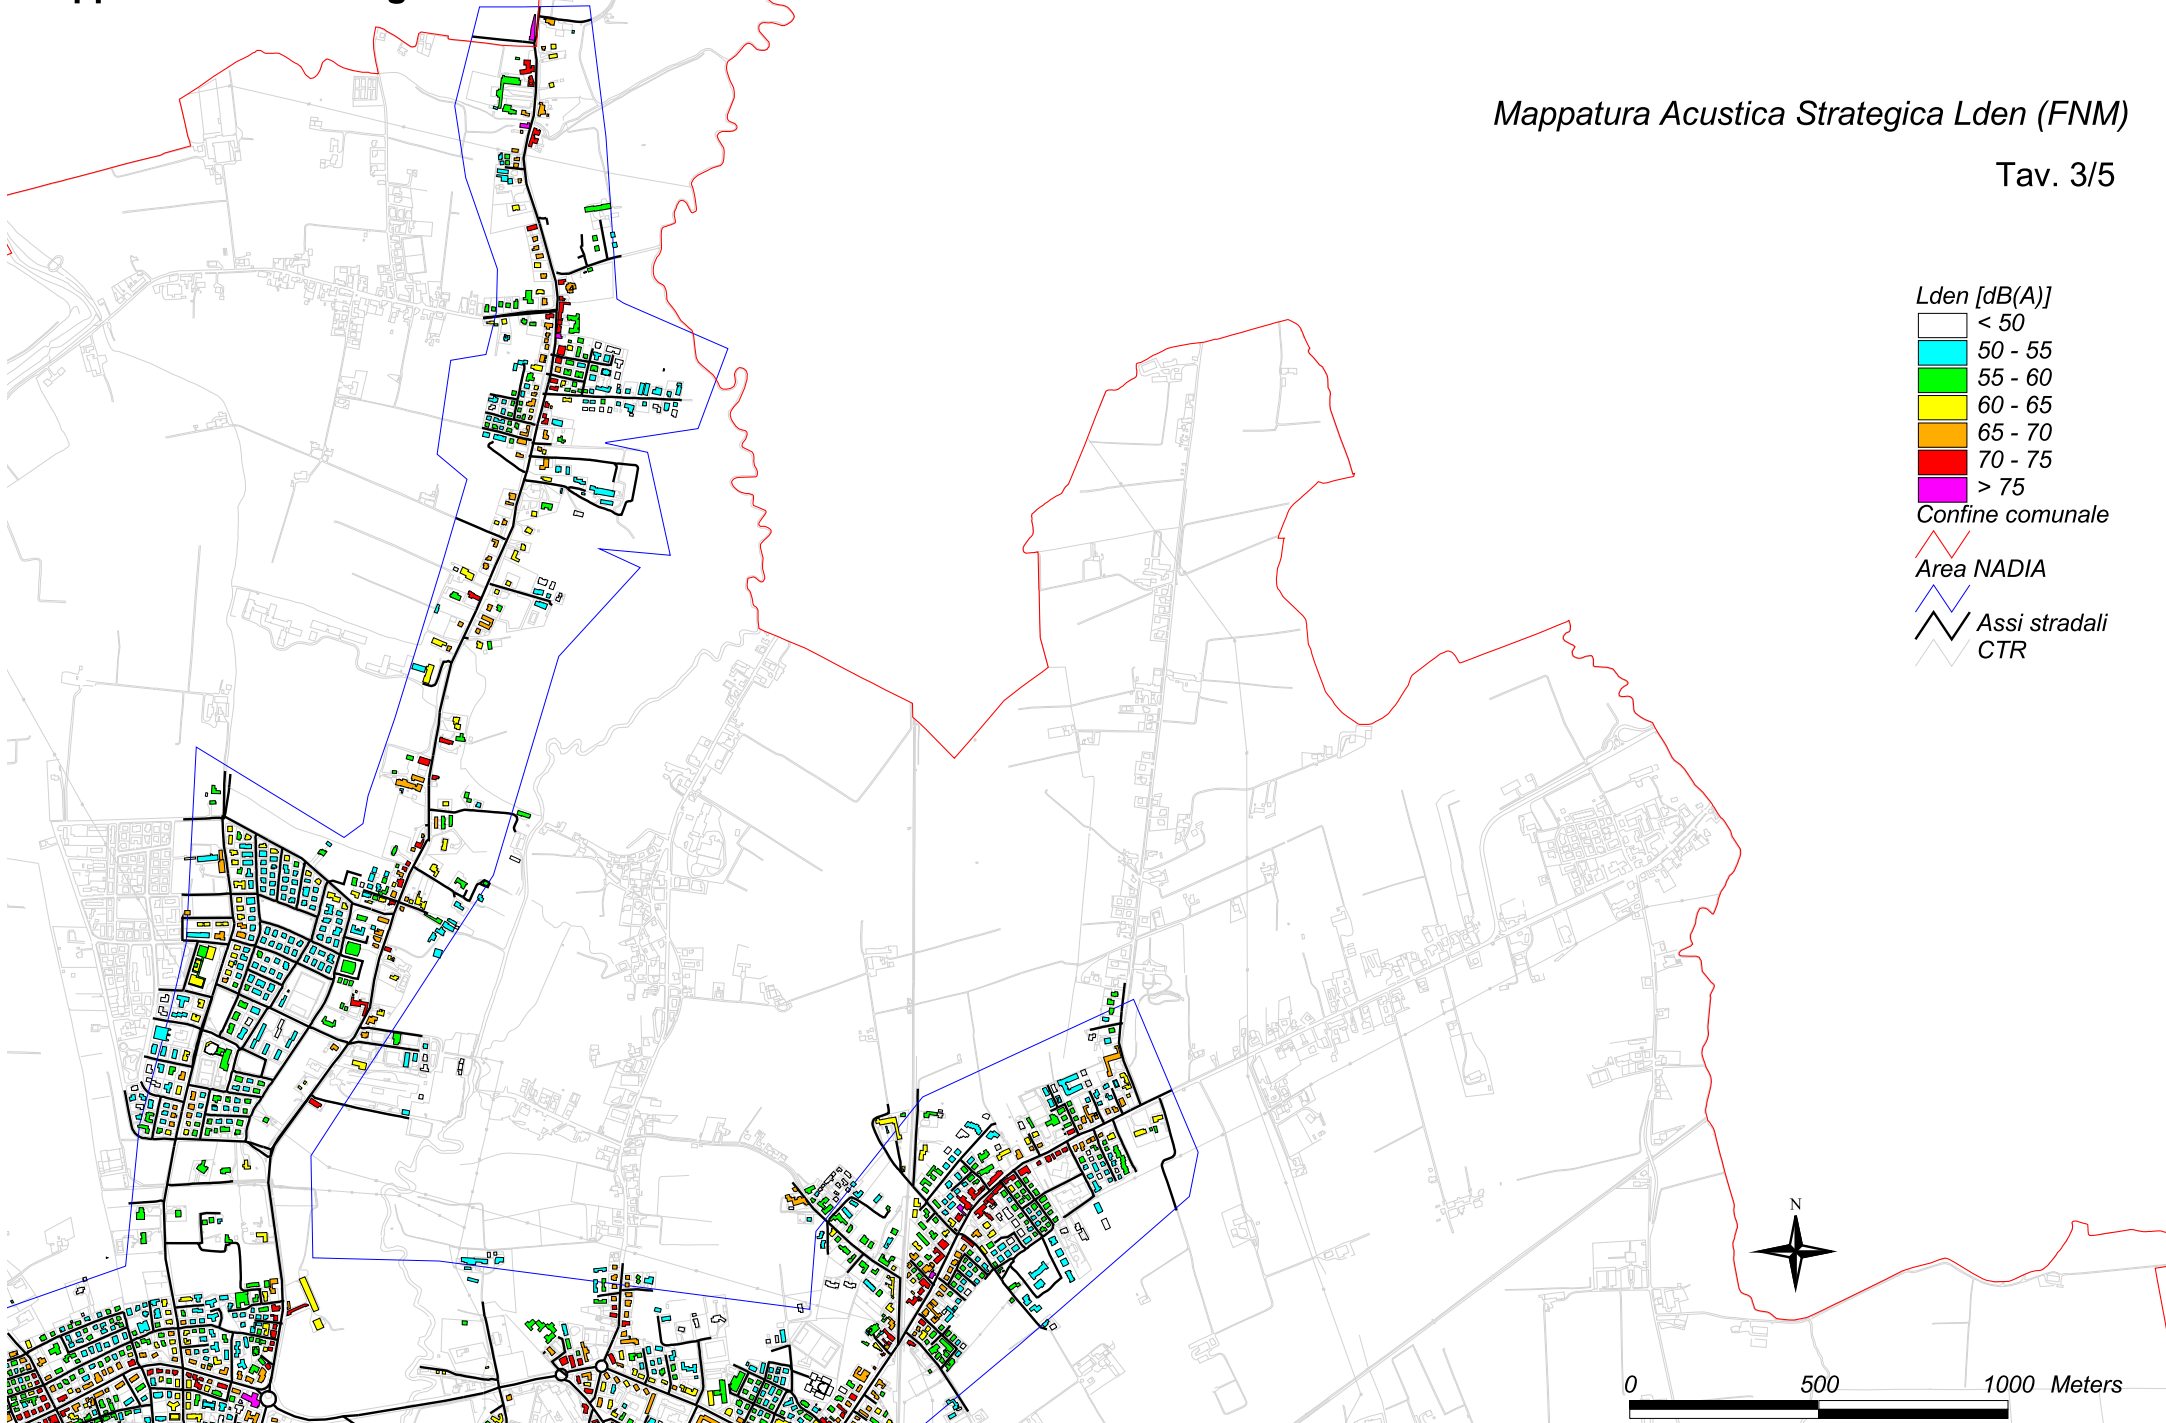 Mappatura Acustica Strategica Lden (FNM)
Tav. 3/5
Lden [dB(A)]
< 50
50 - 55
55 - 60
60 - 65
65 - 70
70 - 75
> 75
Confine comunale
Area NADIA
Assi stradali
CTR
N
0 500 1000 Meters